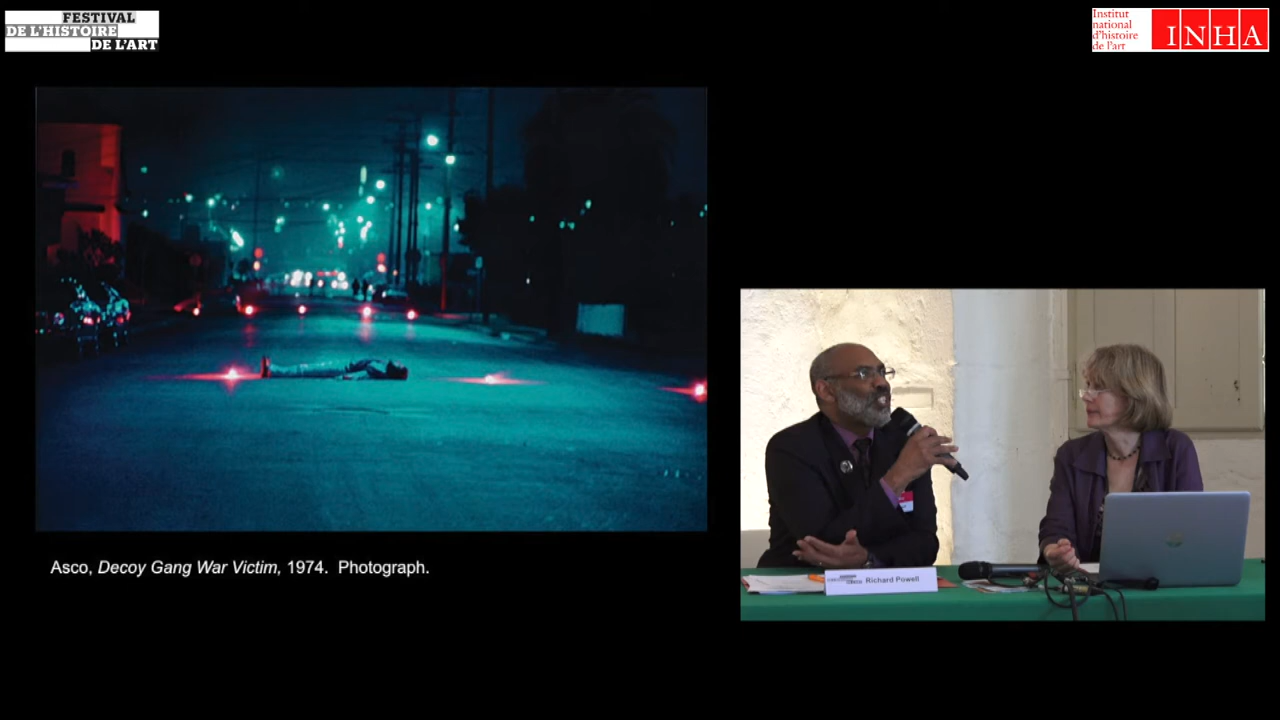 FESTIVAL
DE L'HISTOIRE
DE L'ART
Institut
national
d'histoire
de l'art
INHA
Asco, Decoy Gang War Victim, 1974. Photograph.
Richard Powell